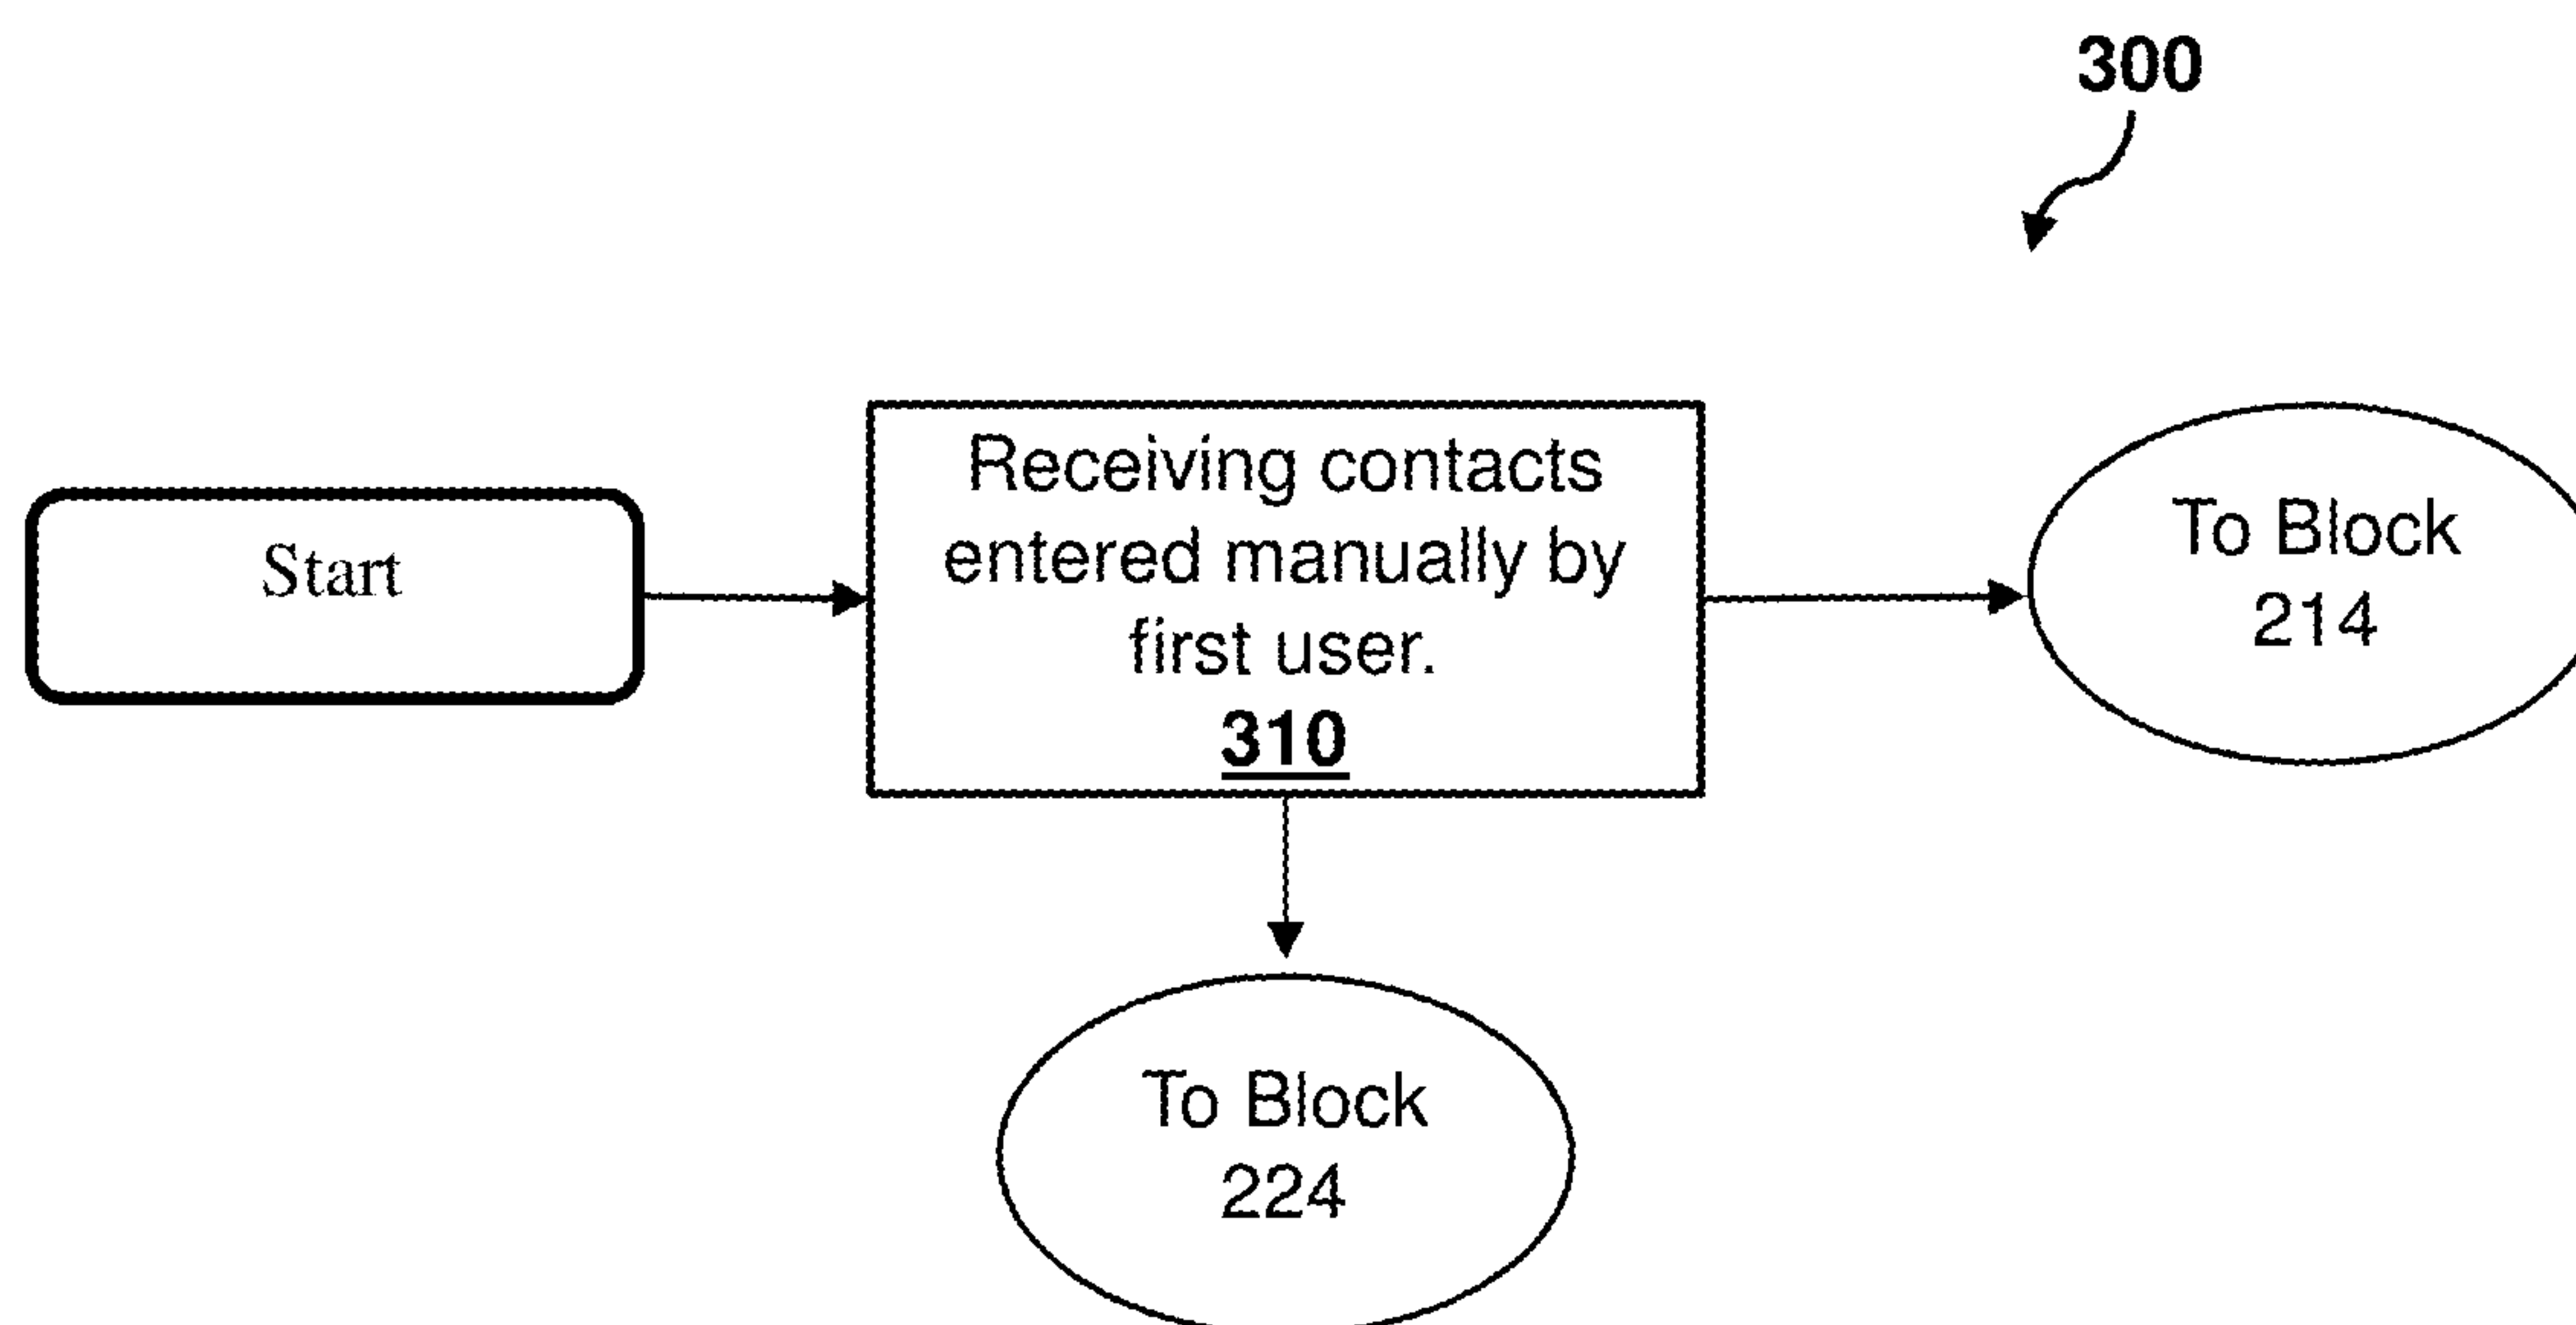 300
Start
Receiving contacts
entered manually by
first user.
310
To Block
214
To Block
224